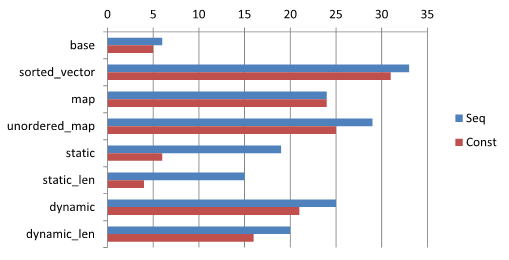 0 5 10 15 20 25 30 35
base
sorted_vector
map
unordered_map
static
static_len
dynamic
dynamic_len
Seq
Const